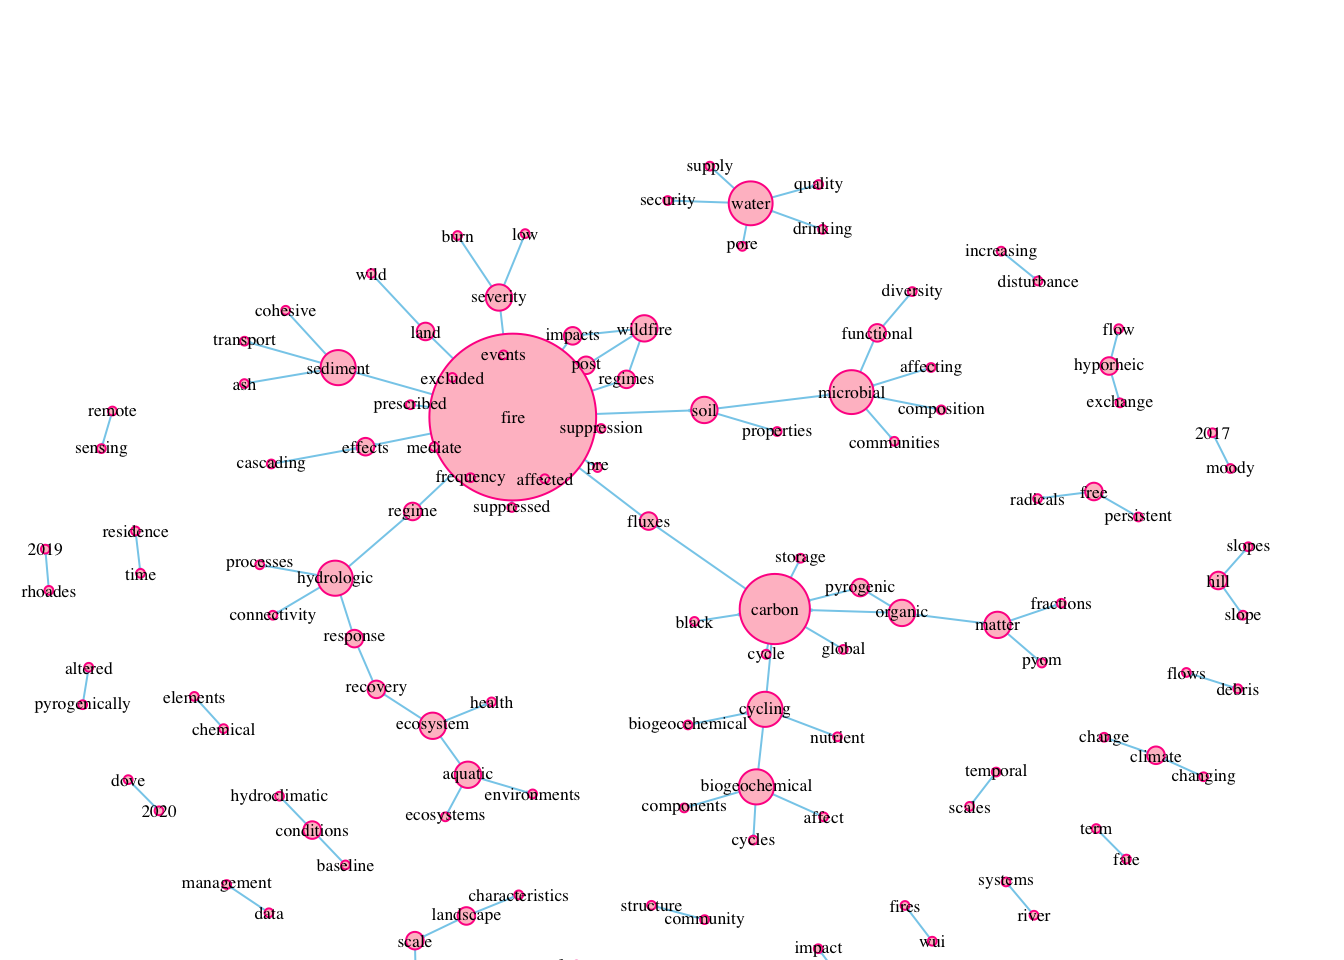 supply
quality
security
water
drinking
pore
burn
low
increasing
disturbance
wild
diversity
severity
cohesive
land
impacts
wildfire
functional
flow
transport
events
post
hyporheic
sediment
affecting
ash
excluded
regimes
microbial
exchange
prescribed
fire
soil
composition
remote
suppression
properties
2017
sensing
effects
mediate
communities
cascading
pre
moody
frequency
affected
radicals
free
suppressed
regime
fluxes
persistent
residence
2019
processes
storage
slopes
time
hydrologic
pyrogenic
hill
rhoades
carbon
organic
fractions
connectivity
black
matter
slope
response
cycle
global
pyom
altered
recovery
flows
debris
pyrogenically
elements
health
cycling
chemical
ecosystem
biogeochemical
nutrient
change
climate
dove
aquatic
temporal
changing
2020
hydroclimatic
environments
biogeochemical
components
scales
conditions
ecosystems
affect
term
baseline
cycles
fate
management
characteristics
systems
data
landscape
structure
community
fires
river
scale
impact
wui